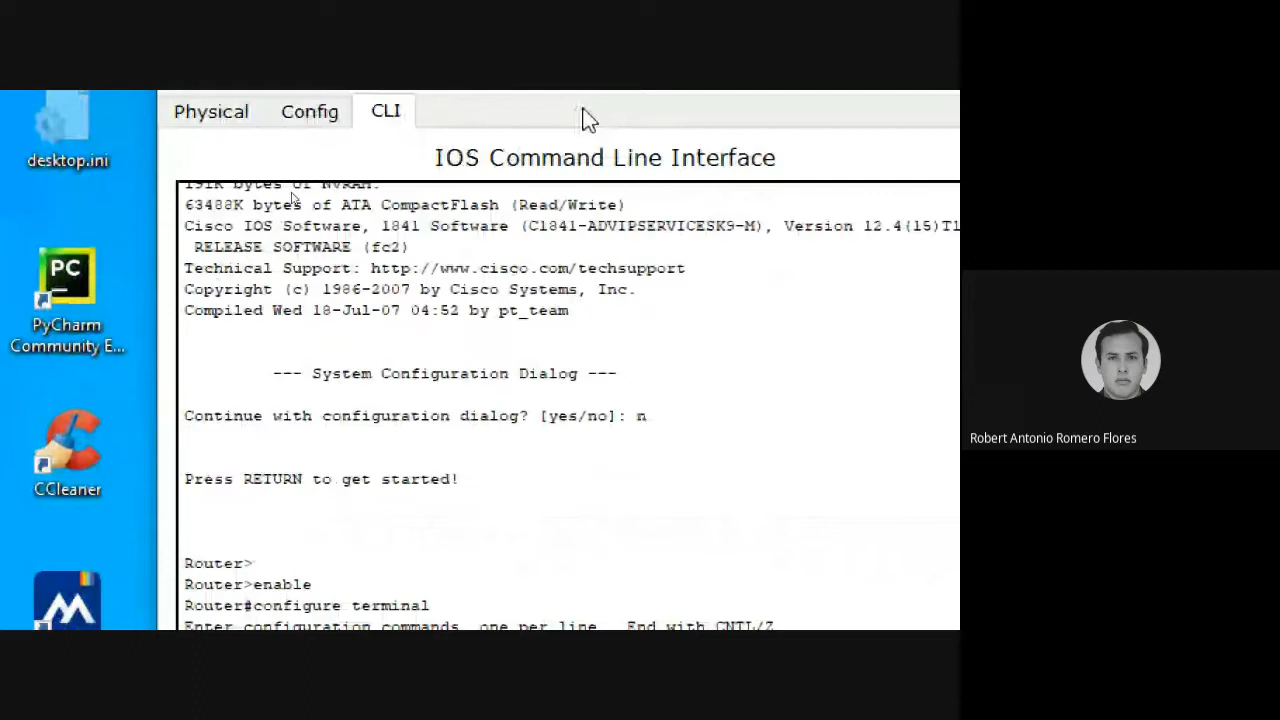 Physical Config CLI
IOS Command Line Interface
191K bytes of NVRAM.
63488K bytes of ATA CompactFlash (Read/Write)
Cisco IOS Software, 1841 Software (C1841-ADVIPSERVICESK9-M), Version 12.4(15)T1
RELEASE SOFTWARE (fc2)
Technical Support: http://www.cisco.com/techsupport
Copyright (c) 1986-2007 by Cisco Systems, Inc.
Compiled Wed 18-Jul-07 04:52 by pt_team
--- System Configuration Dialog ---
Continue with configuration dialog? [yes/no]: n
Press RETURN to get started!
Router>
Router>enable
Router#configure terminal
Enter configuration commands, one per line. End with CNTL/Z
desktop.ini
PC
PyCharm
Community E...
CCleaner
Robert Antonio Romero Flores